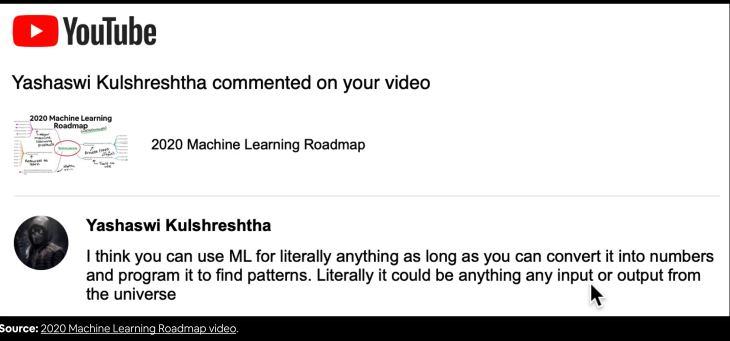 YouTube
Yashaswi Kulshreshtha commented on your video
2020 Machine Learning
Roadmap
2020 Machine Learning Roadmap
Yashaswi Kulshreshtha
I think you can use ML for literally anything as long as you can convert it into numbers
and program it to find patterns. Literally it could be anything any input or output from
the universe
Source: 2020 Machine Learning Roadmap video.